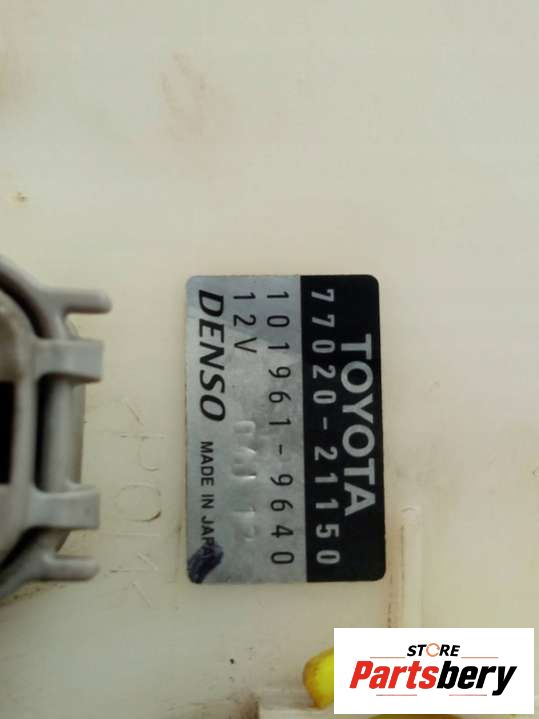 TOYOTA
77020-21150
101961-9640
12V
DENSO MADE IN JAPAN
STORE
Partsbery